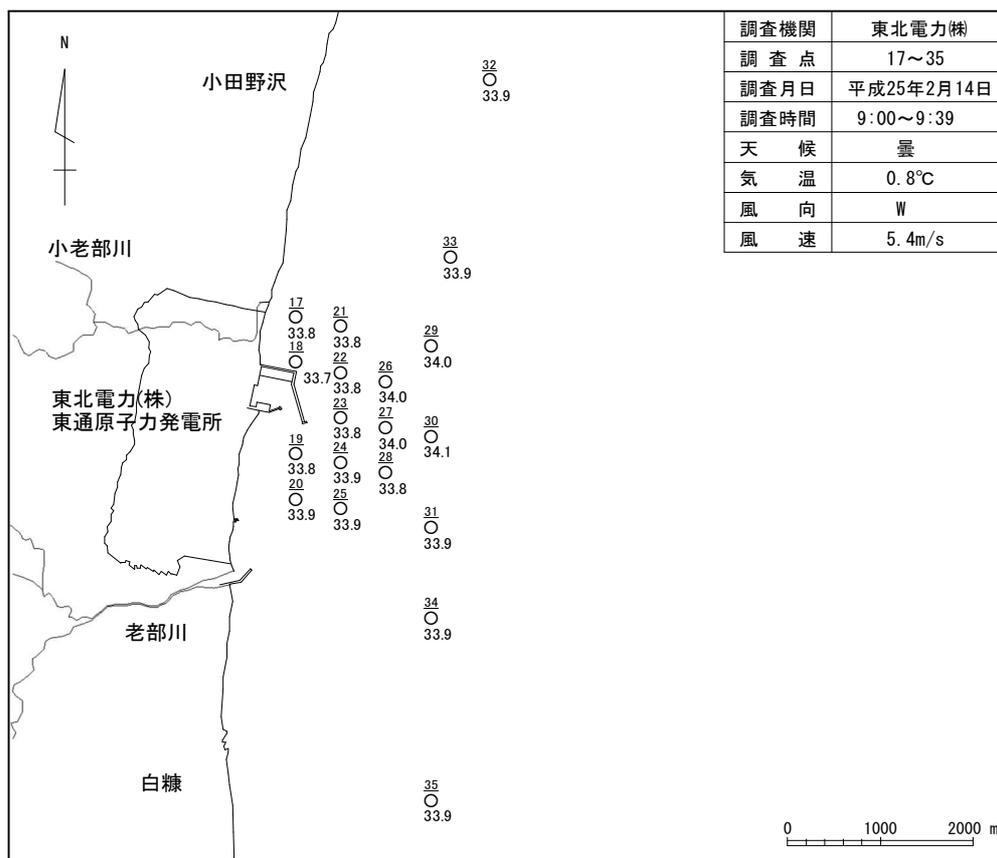 調査機関 東北電力㈱
調査点 17～35
調査月日 平成25年2月14日
調査時間 9:00～9:39
天候 曇
気温 0.8℃
風向 W
風速 5.4m/s
N
小田野沢
32
33.9
小老部川
33
33.9
17
33.8
21
33.8
18
33.7
29
34.0
22
33.8
26
34.0
東北電力(株)
東通原子力発電所
23
33.8
27
34.0
30
34.1
19
33.8
24
33.9
28
33.8
20
33.9
25
33.9
31
33.9
34
33.9
老部川
白糠
35
33.9
0 1000 2000 m